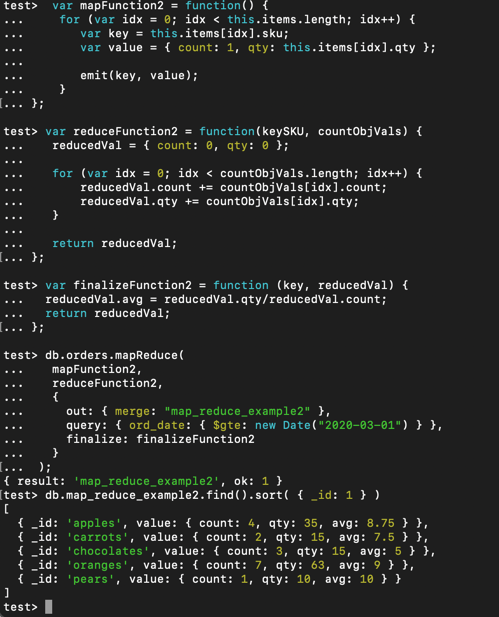 test>  var mapFunction2 = function() {
...      for (var idx = 0; idx < this.items.length; idx++) {
...         var key = this.items[idx].sku;
...         var value = { count: 1, qty: this.items[idx].qty };
...
...         emit(key, value);
...      }
[... };

test> var reduceFunction2 = function(keySKU, countObjVals) {
...     reducedVal = { count: 0, qty: 0 };
...
...     for (var idx = 0; idx < countObjVals.length; idx++) {
...         reducedVal.count += countObjVals[idx].count;
...         reducedVal.qty += countObjVals[idx].qty;
...     }
...
...     return reducedVal;
[... };

test> var finalizeFunction2 = function (key, reducedVal) {
...    reducedVal.avg = reducedVal.qty/reducedVal.count;
...    return reducedVal;
[... };

test> db.orders.mapReduce(
...     mapFunction2,
...     reduceFunction2,
...     {
...       out: { merge: "map_reduce_example2" },
...       query: { ord_date: { $gte: new Date("2020-03-01") } },
...       finalize: finalizeFunction2
...     }
[...  );
{ result: 'map_reduce_example2', ok: 1 }
[test> db.map_reduce_example2.find().sort( { _id: 1 } )
[
  { _id: 'apples', value: { count: 4, qty: 35, avg: 8.75 } },
  { _id: 'carrots', value: { count: 2, qty: 15, avg: 7.5 } },
  { _id: 'chocolates', value: { count: 3, qty: 15, avg: 5 } },
  { _id: 'oranges', value: { count: 7, qty: 63, avg: 9 } },
  { _id: 'pears', value: { count: 1, qty: 10, avg: 10 } }
]
test>